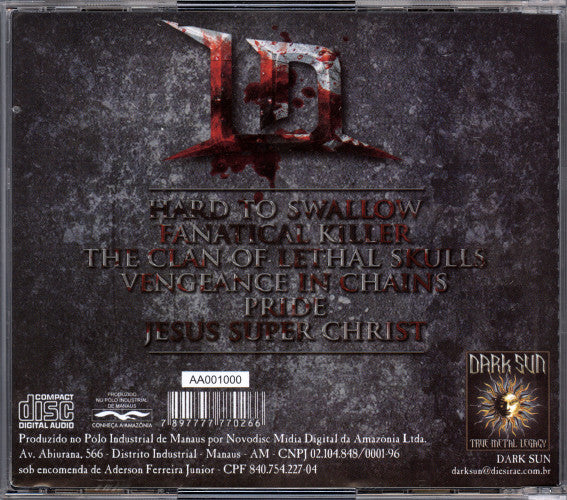 HARD TO SWALLOW
FANATICAL KILLER
THE CLAN OF LETHAL SKULLS
VENGEANCE IN CHAINS
PRIDE
JESUS SUPER CHRIST
AA001000
COMPACT
disc
DIGITAL AUDIO
PRODUZIDO
NO PÓLO INDUSTRIAL
DE MANAUS
CONHEÇA A AMAZÔNIA
7 897777 770266
DARK SUN
TRUE METAL LEGACY
Produzido no Pólo Industrial de Manaus por Novodisc Mídia Digital da Amazônia Ltda.
Av. Abiurana, 566 - Distrito Industrial - Manaus - AM - CNPJ 02.104.848/0001-96
sob encomenda de Aderson Ferreira Junior - CPF 840.754.227-04
DARK SUN
darksun@diesirae.com.br